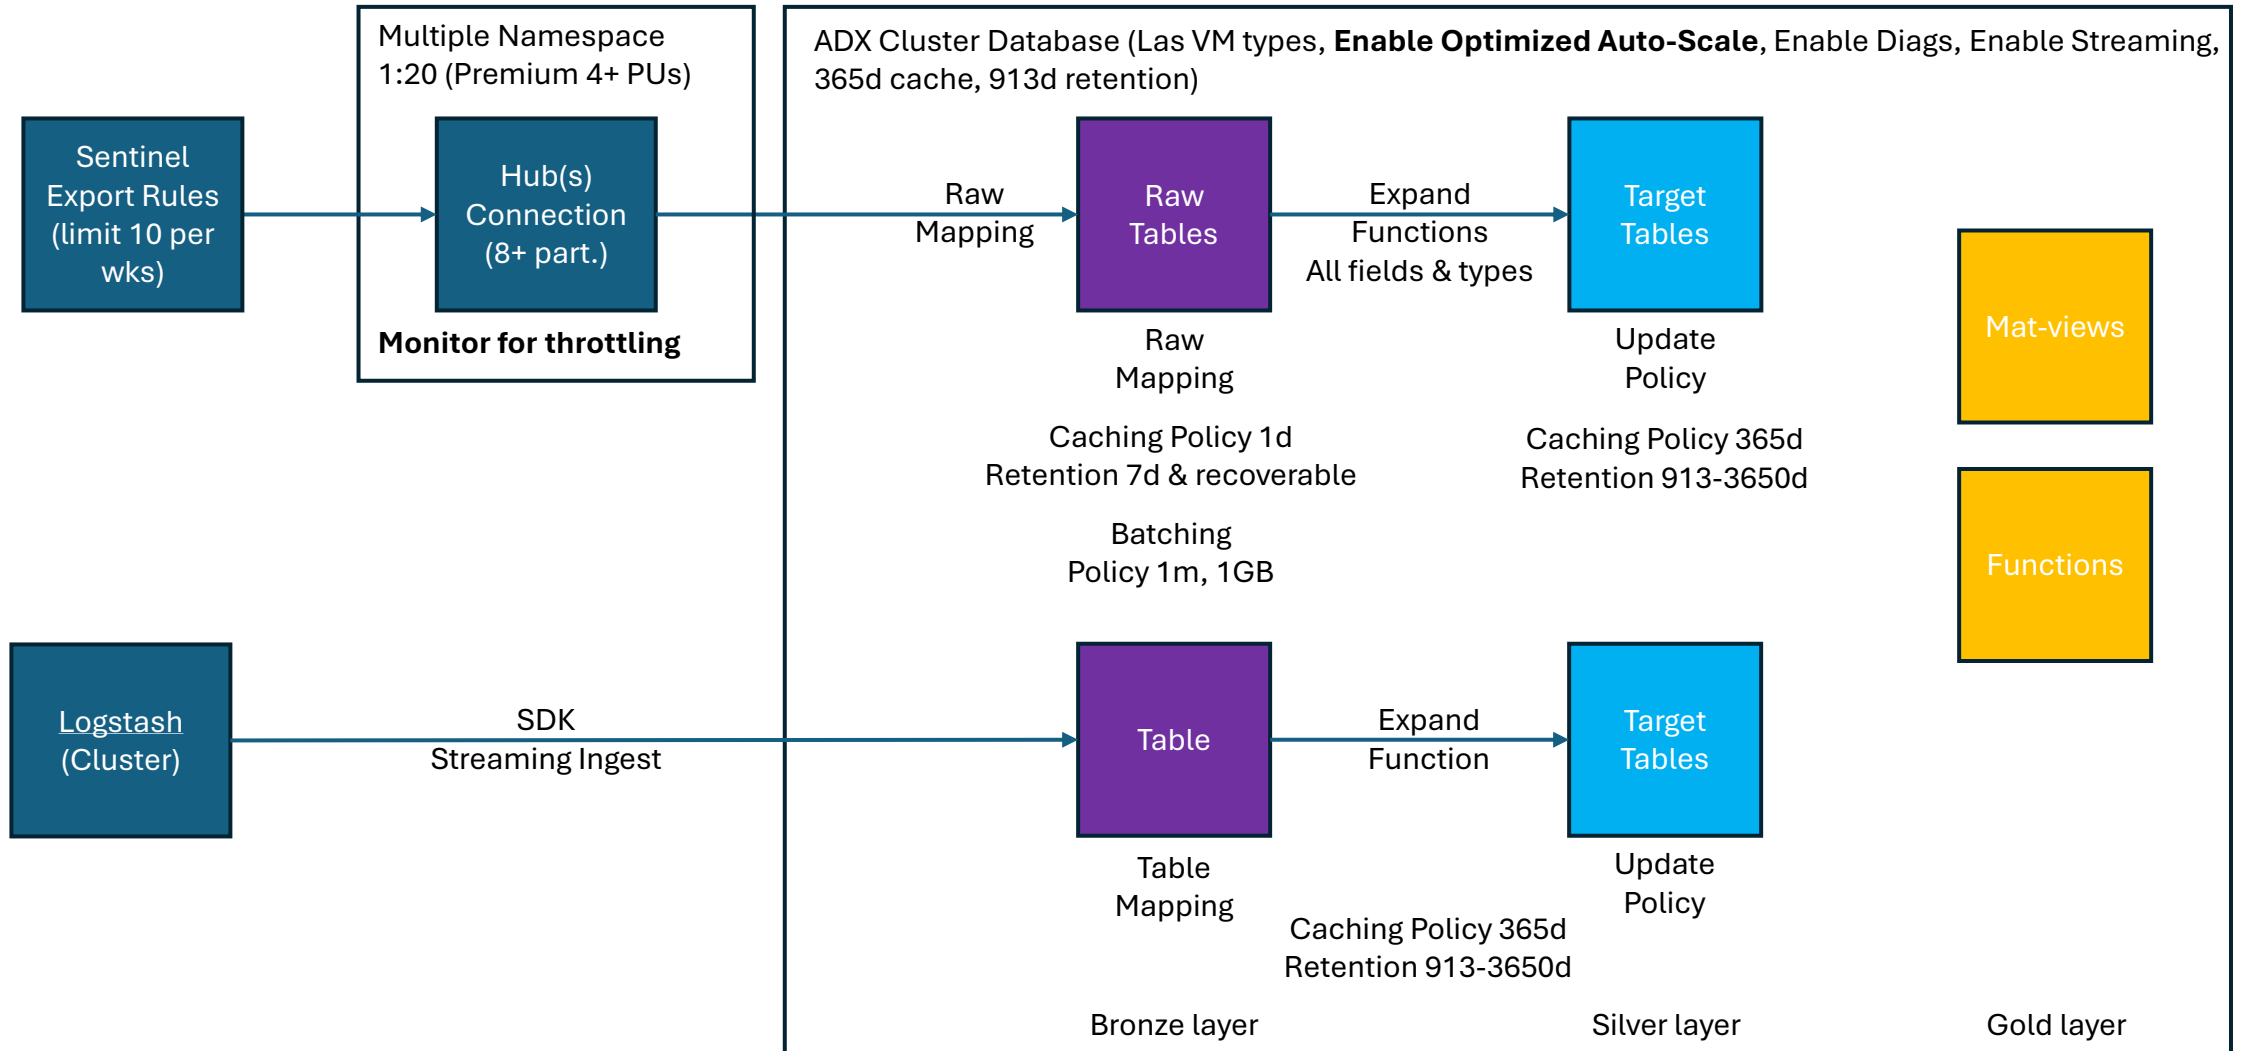 Multiple Namespace
1:20 (Premium 4+ PUs)
ADX Cluster Database (Las VM types, Enable Optimized Auto-Scale, Enable Diags, Enable Streaming,
365d cache, 913d retention)
Sentinel
Export Rules
(limit 10 per
wks)
Hub(s)
Connection
(8+ part.)
Monitor for throttling
Raw
Mapping
Raw
Tables
Expand
Functions
All fields & types
Target
Tables
Raw
Mapping
Update
Policy
Caching Policy 1d
Retention 7d & recoverable
Caching Policy 365d
Retention 913-3650d
Batching
Policy 1m, 1GB
Mat-views
Functions
Logstash
(Cluster)
SDK
Streaming Ingest
Table
Expand
Function
Target
Tables
Table
Mapping
Update
Policy
Caching Policy 365d
Retention 913-3650d
Bronze layer
Silver layer
Gold layer